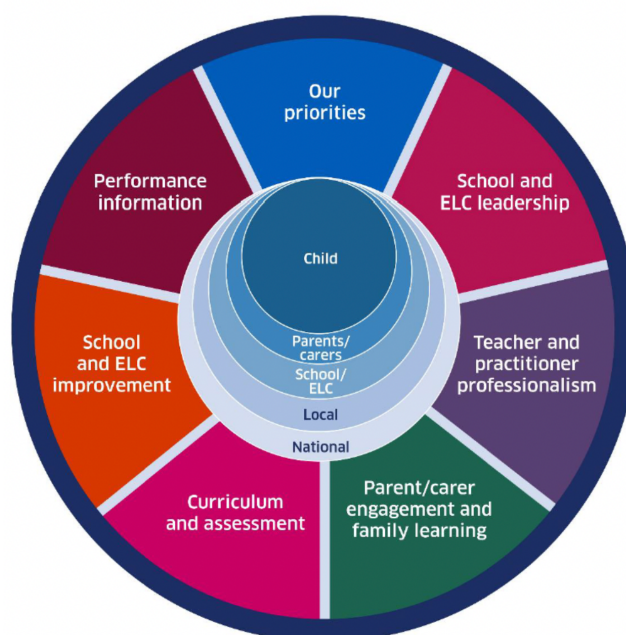 Our
priorities
School and
ELC leadership
Teacher and
practitioner
professionalism
Parent/carer
engagement and
family learning
Curriculum
and assessment
School
and ELC
improvement
Performance
information
Child
Parents/
carers
School/
ELC
Local
National